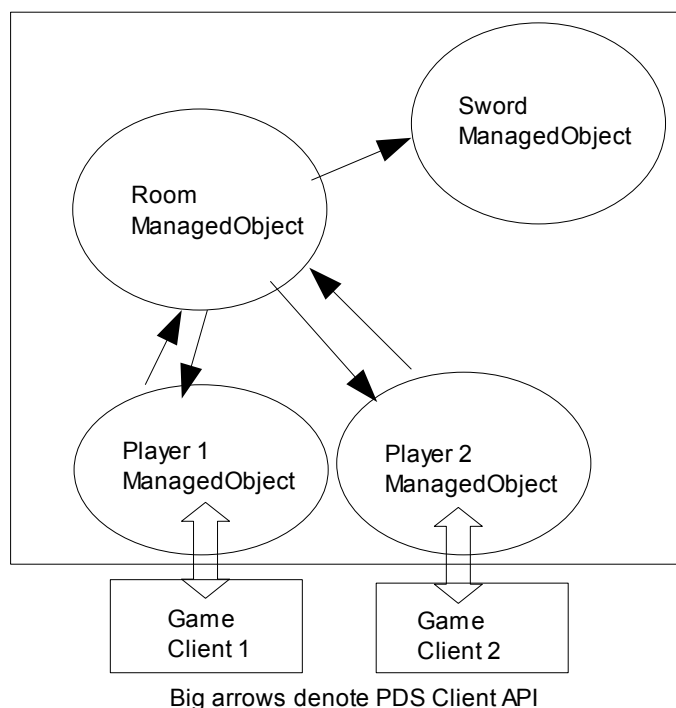 Sword
ManagedObject
Room
ManagedObject
Player 1
ManagedObject
Player 2
ManagedObject
Game
Client 1
Game
Client 2
Big arrows denote PDS Client API